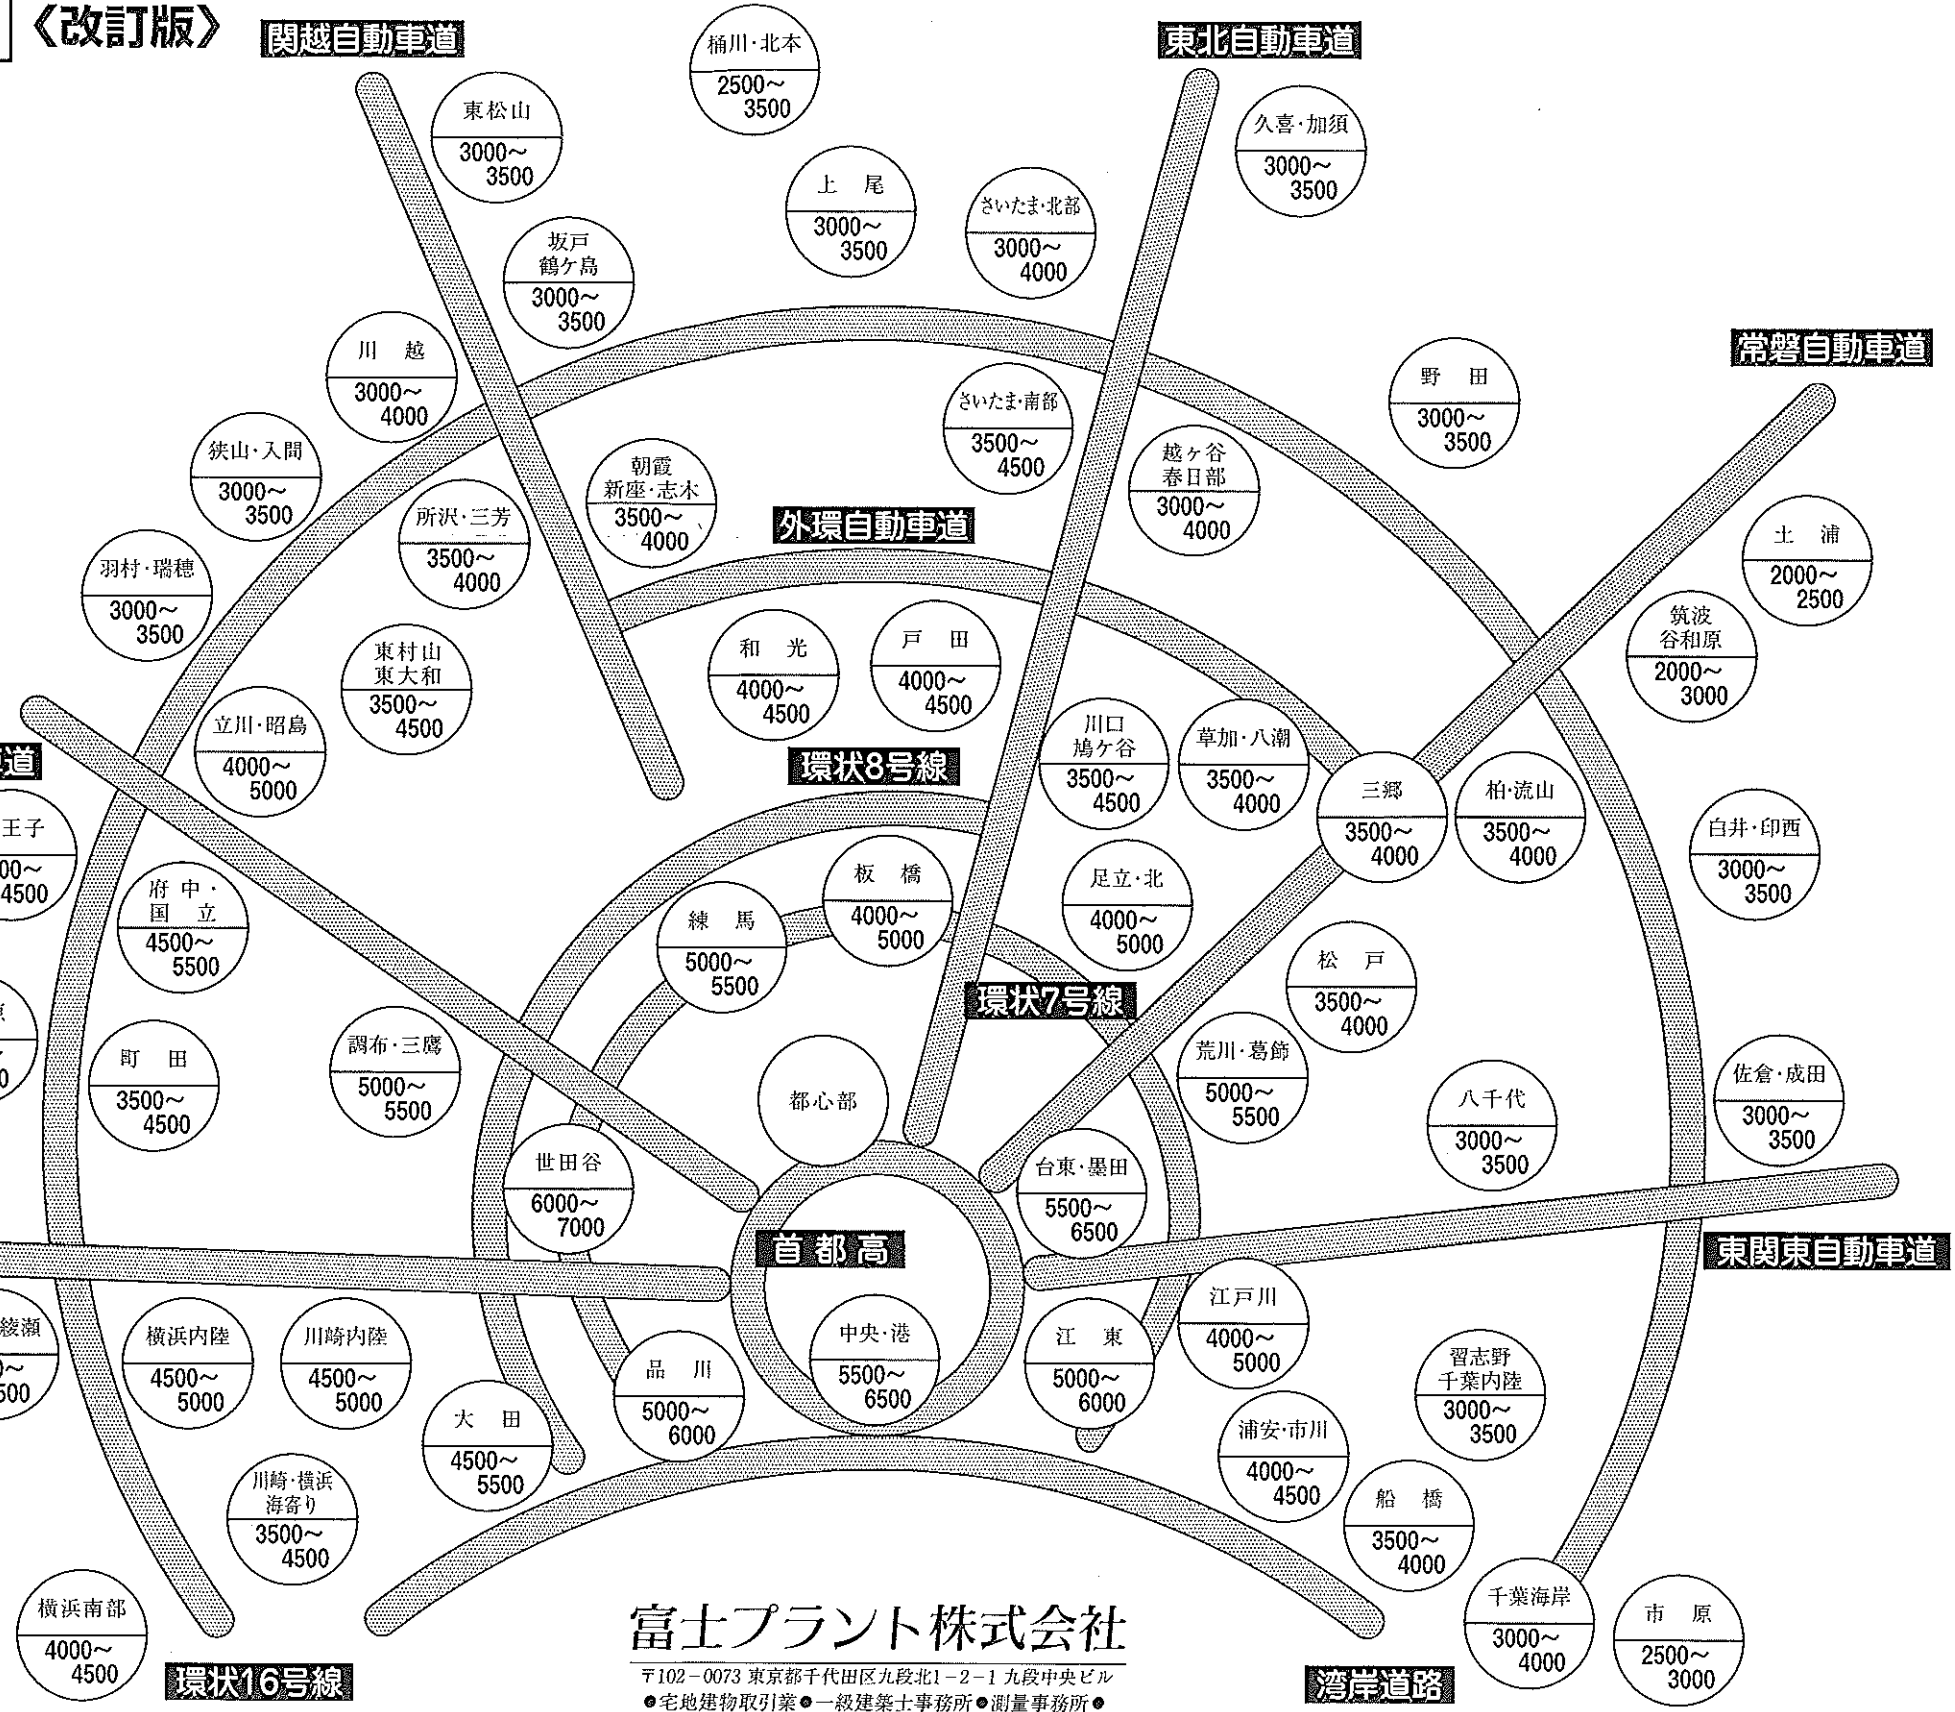 〈改訂版〉
関越自動車道
東北自動車道
桶川・北本
2500〜
3500
東松山
3000〜
3500
久喜・加須
3000〜
3500
上 尾
3000〜
3500
さいたま・北部
3000〜
4000
坂戸
鶴ケ島
3000〜
3500
川 越
3000〜
4000
常磐自動車道
野 田
3000〜
3500
さいたま・南部
3500〜
4500
狭山・入間
3000〜
3500
朝霞
新座・志木
3500〜
4000
越ヶ谷
春日部
3000〜
4000
所沢・三芳
3500〜
4000
外環自動車道
土 浦
2000〜
2500
羽村・瑞穂
3000〜
3500
筑波
谷和原
2000〜
3000
東村山
東大和
3500〜
4500
和 光
4000〜
4500
戸 田
4000〜
4500
立川・昭島
4000〜
5000
川口
鳩ケ谷
3500〜
4500
草加・八潮
3500〜
4000
道
環状8号線
三郷
3500〜
4000
柏・流山
3500〜
4000
王子
00〜
4500
白井・印西
3000〜
3500
府中・
国 立
4500〜
5500
練 馬
5000〜
5500
板 橋
4000〜
5000
足立・北
4000〜
5000
松 戸
3500〜
4000
環状7号線
町 田
3500〜
4500
調布・三鷹
5000〜
5500
都心部
荒川・葛飾
5000〜
5500
八千代
3000〜
3500
佐倉・成田
3000〜
3500
世田谷
6000〜
7000
台東・墨田
5500〜
6500
首都高
東関東自動車道
綾瀬
0〜
500
横浜内陸
4500〜
5000
川崎内陸
4500〜
5000
品 川
5000〜
6000
中央・港
5500〜
6500
江 東
5000〜
6000
江戸川
4000〜
5000
習志野
千葉内陸
3000〜
3500
大 田
4500〜
5500
浦安・市川
4000〜
4500
川崎・横浜
海寄り
3500〜
4500
船 橋
3500〜
4000
横浜南部
4000〜
4500
千葉海岸
3000〜
4000
市 原
2500〜
3000
環状16号線
湾岸道路
富士プラント株式会社
〒102−0073 東京都千代田区九段北1−2−1 九段中央ビル
●宅地建物取引業●一級建築士事務所●測量事務所●